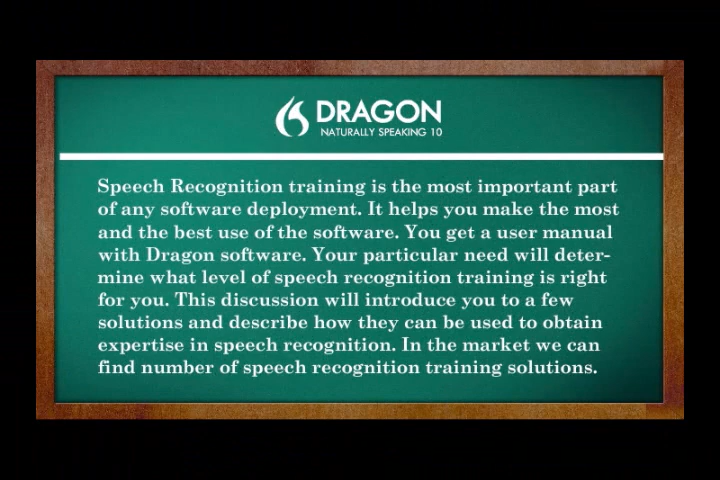 DRAGON
NATURALLY SPEAKING 10
Speech Recognition training is the most important part
of any software deployment. It helps you make the most
and the best use of the software. You get a user manual
with Dragon software. Your particular need will deter-
mine what level of speech recognition training is right
for you. This discussion will introduce you to a few
solutions and describe how they can be used to obtain
expertise in speech recognition. In the market we can
find number of speech recognition training solutions.